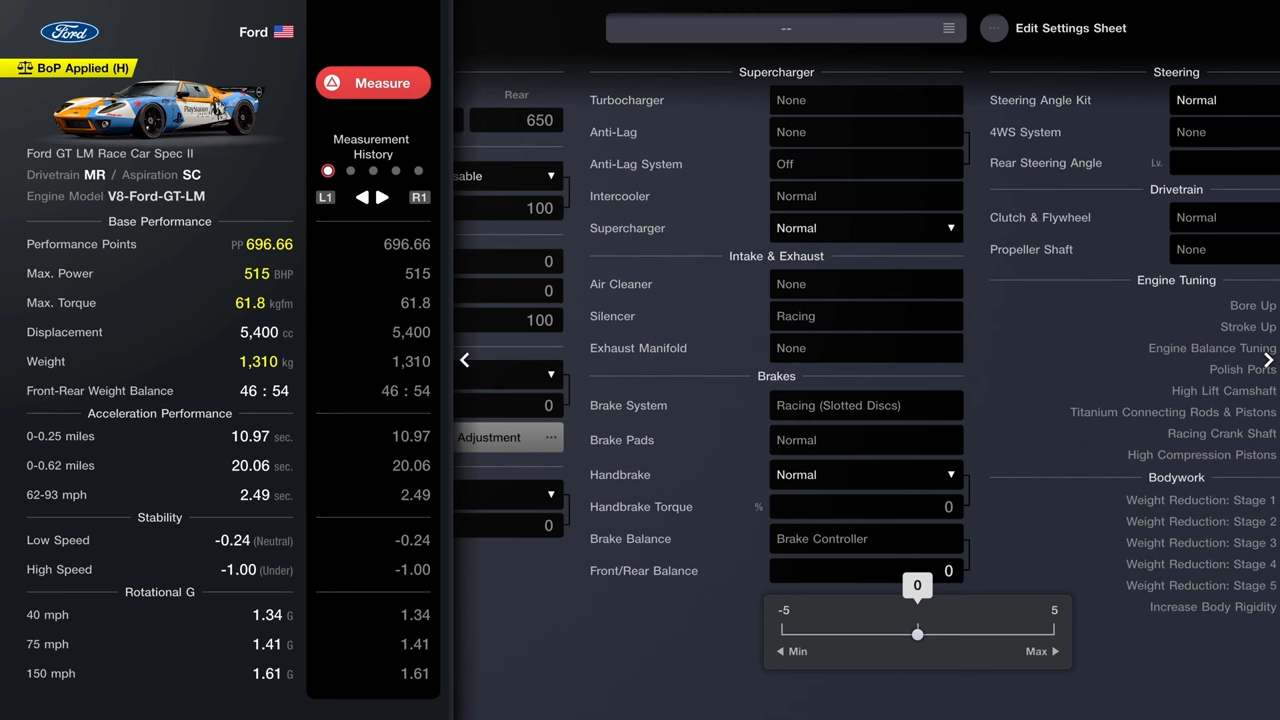 Ford
Ford
BoP Applied (H)
PlayStation
Ford GT LM Race Car Spec II
Drivetrain MR / Aspiration SC
Engine Model V8-Ford-GT-LM
Base Performance
Performance Points PP 696.66
Max. Power 515 BHP
Max. Torque 61.8 kgfm
Displacement 5,400 cc
Weight 1,310 kg
Front-Rear Weight Balance 46 : 54
Acceleration Performance
0-0.25 miles 10.97 sec.
0-0.62 miles 20.06 sec.
62-93 mph 2.49 sec.
Stability
Low Speed -0.24 (Neutral)
High Speed -1.00 (Under)
Rotational G
40 mph 1.34 G
75 mph 1.41 G
150 mph 1.61 G
Measure
Measurement
History
L1 R1
696.66
515
61.8
5,400
1,310
46 : 54
10.97
20.06
2.49
-0.24
-1.00
1.34
1.41
1.61
--
Edit Settings Sheet
Rear
650
sable
100
0
0
100
0
Adjustment
0
Supercharger
Turbocharger None
Anti-Lag None
Anti-Lag System Off
Intercooler Normal
Supercharger Normal
Intake & Exhaust
Air Cleaner None
Silencer Racing
Exhaust Manifold None
Brakes
Brake System Racing (Slotted Discs)
Brake Pads Normal
Handbrake Normal
Handbrake Torque % 0
Brake Balance Brake Controller
Front/Rear Balance 0
0
-5 5
Min Max
Steering
Steering Angle Kit Normal
4WS System None
Rear Steering Angle Lv.
Drivetrain
Clutch & Flywheel Normal
Propeller Shaft None
Engine Tuning
Bore Up
Stroke Up
Engine Balance Tuning
Polish Ports
High Lift Camshaft
Titanium Connecting Rods & Pistons
Racing Crank Shaft
High Compression Pistons
Bodywork
Weight Reduction: Stage 1
Weight Reduction: Stage 2
Weight Reduction: Stage 3
Weight Reduction: Stage 4
Weight Reduction: Stage 5
Increase Body Rigidity